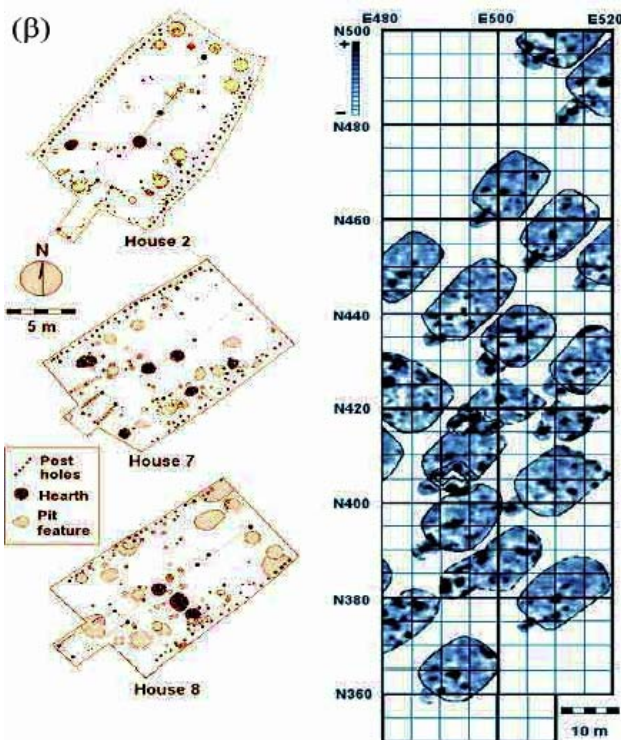 (β)
House 2
N
5 m
House 7
Post
holes
Hearth
Pit
feature
House 8
E480
E500
E520
N500
+
-
N480
N460
N440
N420
N400
N380
N360
10 m